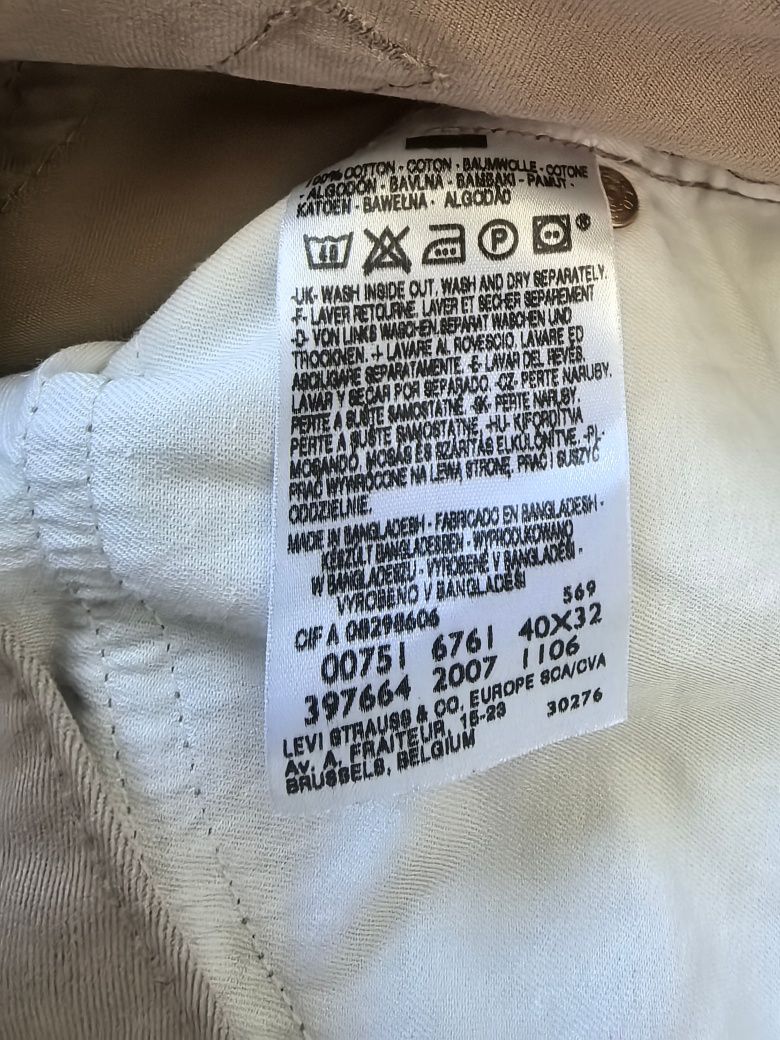 100% COTTON - COTON - BAUMWOLLE - COTONE
- ALGODÓN - BAVLNA - BAMBAKI - PAMUT -
KATOEN - BAWEŁNA - ALGODÃO
40 P
-UK- WASH INSIDE OUT, WASH AND DRY SEPARATELY.
-F- LAVER RETOURNE. LAVER ET SECHER SEPAREMENT
-D- VON LINKS WASCHEN.SEPARAT WASCHEN UND
TROCKNEN. -I- LAVARE AL ROVESCIO. LAVARE ED
ASCIUGARE SEPARATAMENTE. -E- LAVAR DEL REVES.
LAVAR Y SECAR POR SEPARADO. -CZ- PERTE NARUBY.
PERTE A SUŠTE SAMOSTATNĚ. -SK- PERTE NARUBY.
PERTE A SUŠTE SAMOSTATNE. -HU- KIFORDÍTVA
MOSANDÓ, MOSÁS ÉS SZÁRÍTÁS ELKÜLÖNÍTVE. -PL-
PRAĆ WYWRÓCONE NA LEWĄ STRONĘ, PRAĆ I SUSZYĆ
ODDZIELNIE.
MADE IN BANGLADESH - FABRICADO EN BANGLADESH -
KÉSZÜLT BANGLADESBEN - WYPRODUKOWANO
W BANGLADESZU - VYROBENÉ V BANGLADÉŠI -
VYROBENO V BANGLADÉŠI
569
CIF A 08298606
00751 6761 40X32
397664 2007 1106
LEVI STRAUSS & CO. EUROPE SCA/CVA
Av. A. FRAITEUR, 15-23 30276
BRUSSELS, BELGIUM